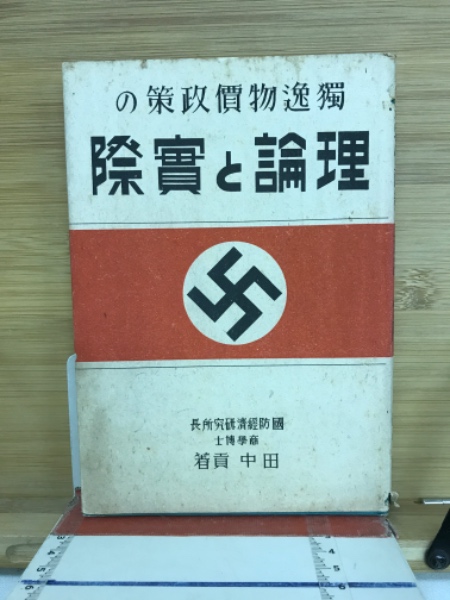 獨逸物價政策の
理論と實際
國防經濟硏究所長
商學博士
田中貢著